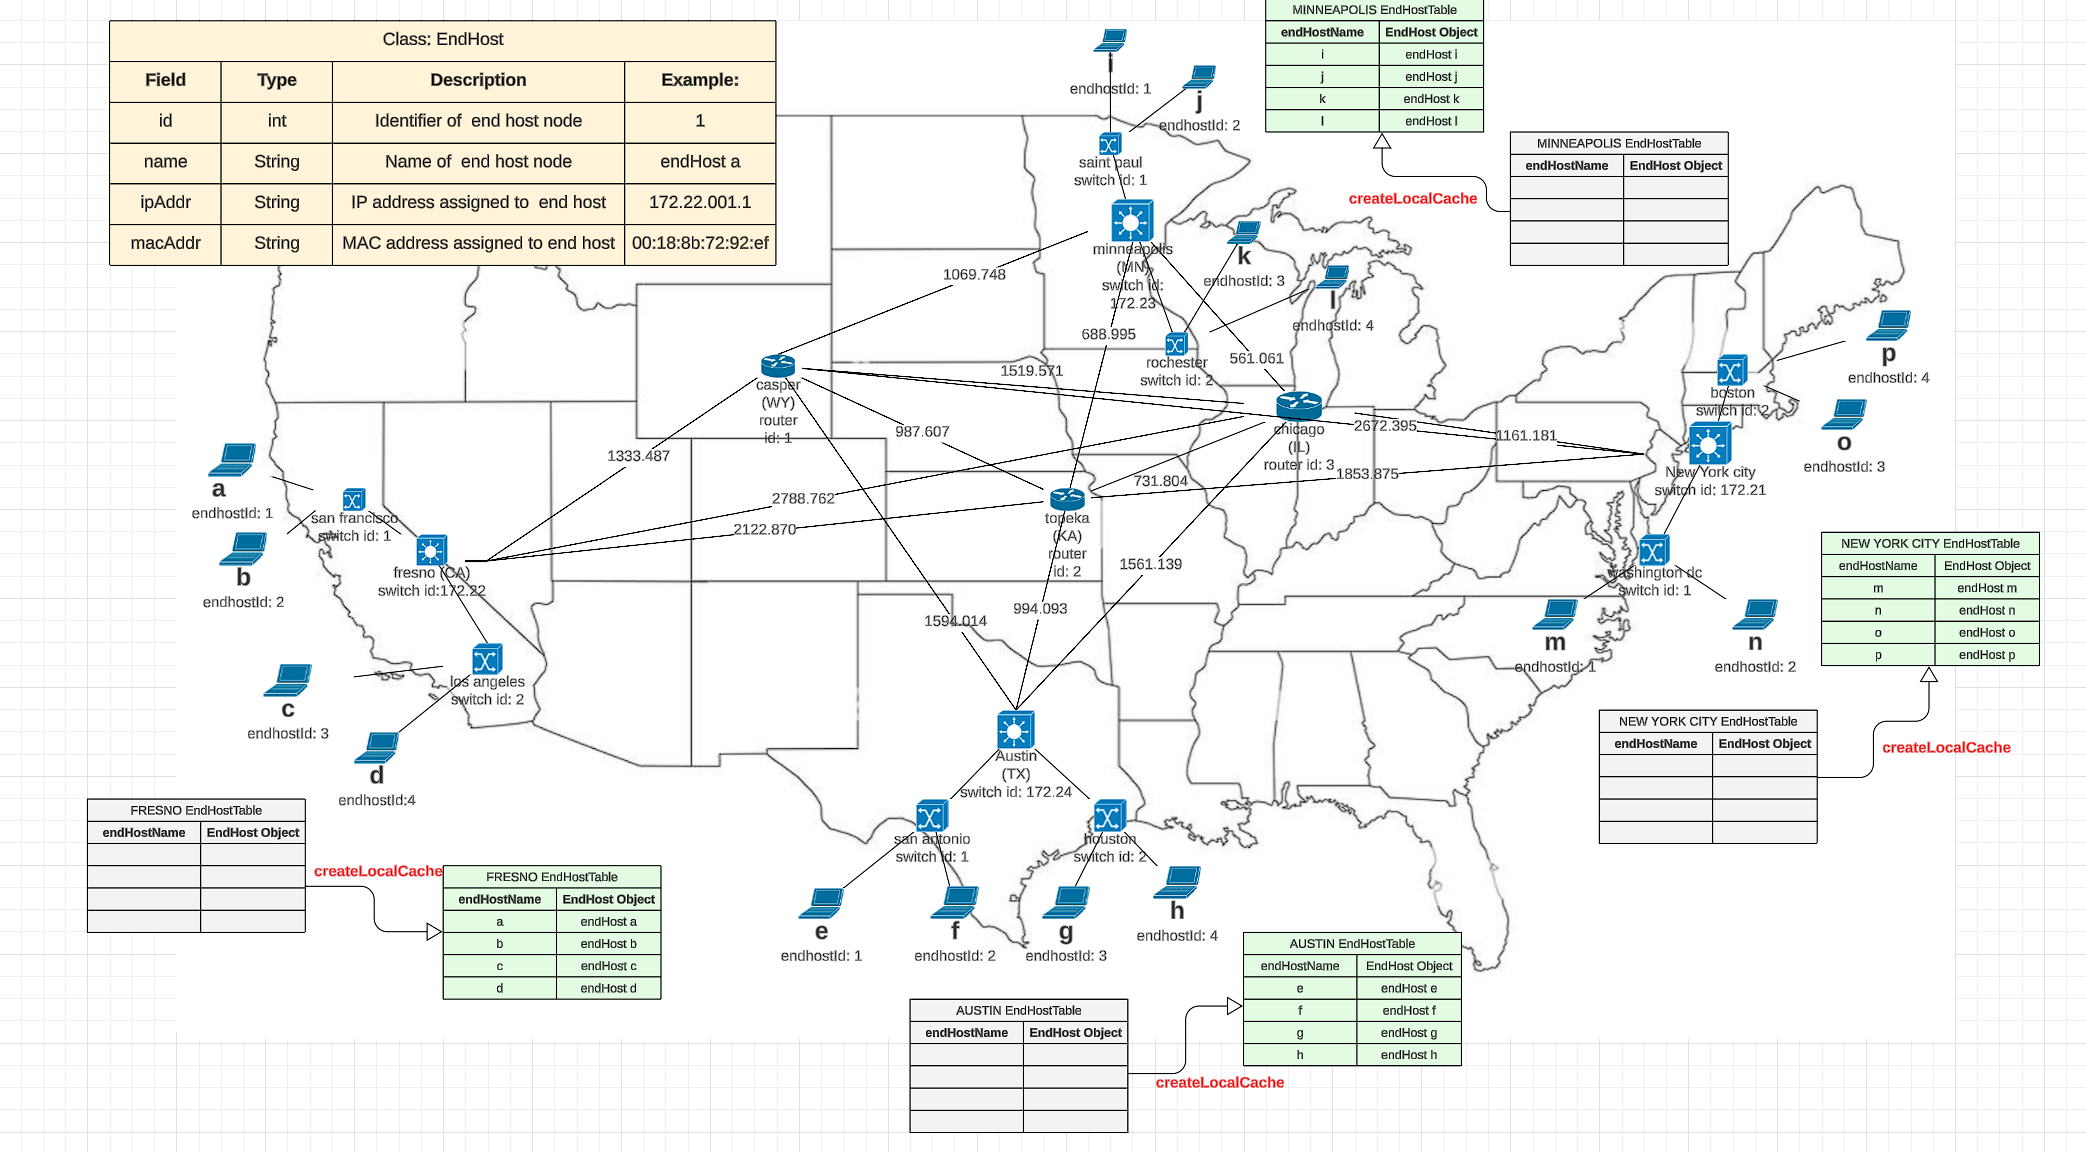 Class: EndHost
Field Type Description Example:
id int Identifier of end host node 1
name String Name of end host node endHost a
ipAddr String IP address assigned to end host 172.22.001.1
macAddr String MAC address assigned to end host 00:18:8b:72:92:ef
i
endhostId: 1
j
endhostId: 2
saint paul
switch id: 1
minneapolis
(MN)
switch id:
172.23
k
endhostId: 3
l
endhostId: 4
rochester
switch id: 2
MINNEAPOLIS EndHostTable
endHostName EndHost Object
i endHost i
j endHost j
k endHost k
l endHost l
createLocalCache
MINNEAPOLIS EndHostTable
endHostName EndHost Object
1069.748
688.995
561.061
1519.571
casper
(WY)
router
id: 1
987.607
1333.487
2788.762
2122.870
chicago
(IL)
router id: 3
2672.395
1161.181
1853.875
731.804
topeka
(KA)
router
id: 2
1561.139
994.093
1594.014
p
endhostId: 4
boston
switch id: 2
o
endhostId: 3
New York city
switch id: 172.21
washington dc
switch id: 1
m
endhostId: 1
n
endhostId: 2
NEW YORK CITY EndHostTable
endHostName EndHost Object
m endHost m
n endHost n
o endHost o
p endHost p
createLocalCache
NEW YORK CITY EndHostTable
endHostName EndHost Object
a
endhostId: 1
san francisco
switch id: 1
b
endhostId: 2
fresno (CA)
switch id:172.22
los angeles
switch id: 2
c
endhostId: 3
d
endhostId:4
FRESNO EndHostTable
endHostName EndHost Object
createLocalCache
FRESNO EndHostTable
endHostName EndHost Object
a endHost a
b endHost b
c endHost c
d endHost d
Austin
(TX)
switch id: 172.24
san antonio
switch id: 1
houston
switch id: 2
e
endhostId: 1
f
endhostId: 2
g
endhostId: 3
h
endhostId: 4
AUSTIN EndHostTable
endHostName EndHost Object
e endHost e
f endHost f
g endHost g
h endHost h
AUSTIN EndHostTable
endHostName EndHost Object
createLocalCache